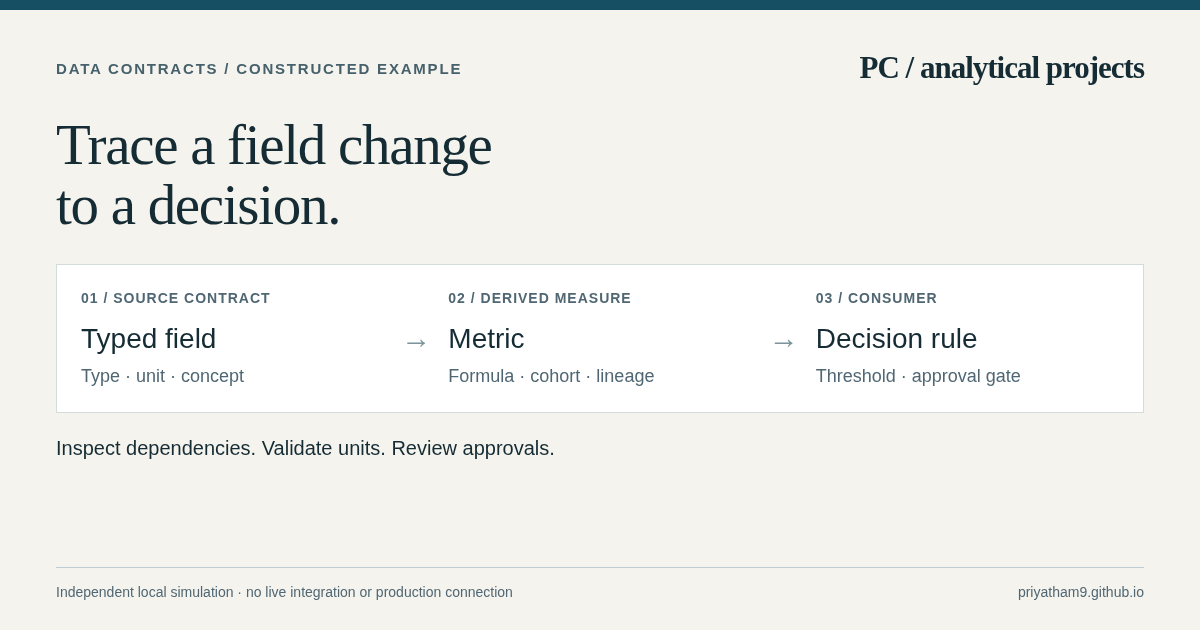 DATA CONTRACTS / CONSTRUCTED EXAMPLE
PC / analytical projects
Trace a field change
to a decision.
01 / SOURCE CONTRACT
Typed field
Type · unit · concept
→
02 / DERIVED MEASURE
Metric
Formula · cohort · lineage
→
03 / CONSUMER
Decision rule
Threshold · approval gate
Inspect dependencies. Validate units. Review approvals.
Independent local simulation · no live integration or production connection
priyatham9.github.io